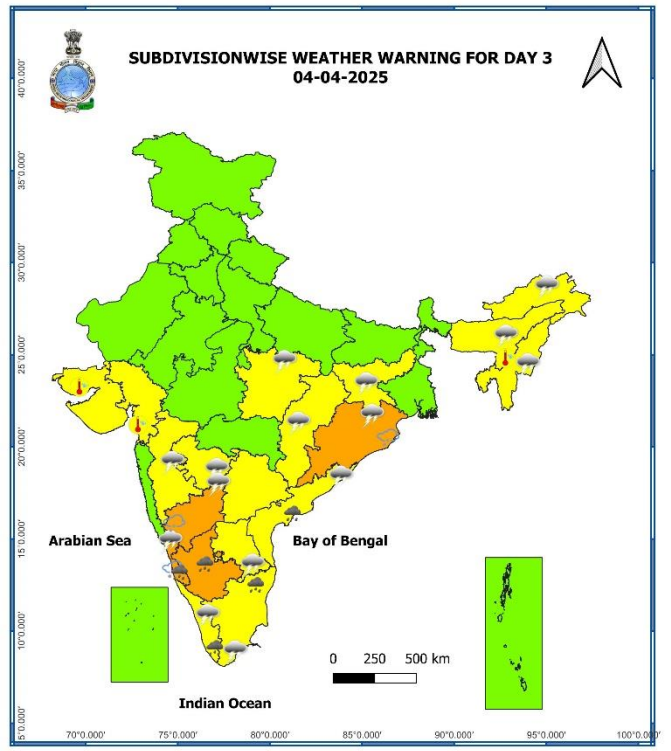 SUBDIVISIONWISE WEATHER WARNING FOR DAY 3
04-04-2025
40°0.000'
35°0.000'
30°0.000'
25°0.000'
20°0.000'
15°0.000'
10°0.000'
5°0.000'
Arabian Sea
Bay of Bengal
0 250 500 km
Indian Ocean
70°0.000' 75°0.000' 80°0.000' 85°0.000' 90°0.000' 95°0.000' 100°0.000'